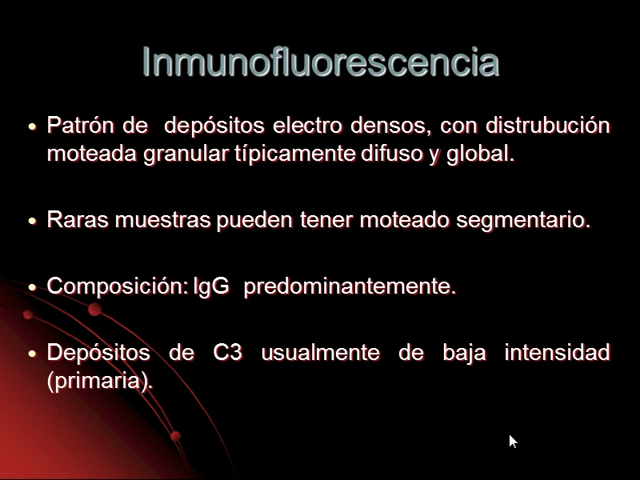 Inmunofluorescencia
• Patrón de depósitos electro densos, con distrubución
moteada granular típicamente difuso y global.
• Raras muestras pueden tener moteado segmentario.
• Composición: IgG predominantemente.
• Depósitos de C3 usualmente de baja intensidad
(primaria).